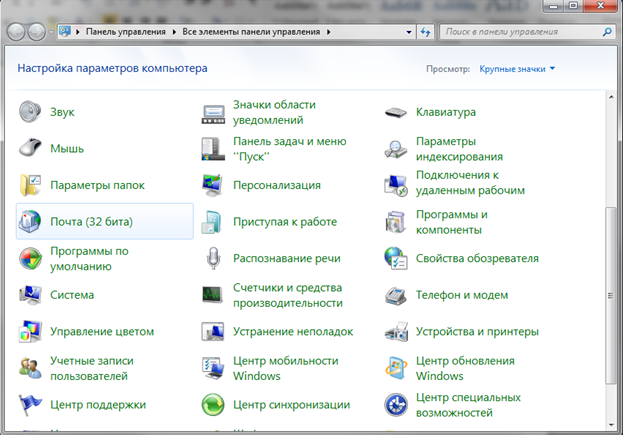 Панель управления Все элементы панели управления
Поиск в панели управления
Настройка параметров компьютера
Просмотр: Крупные значки
Звук
Значки области
уведомлений
Клавиатура
Мышь
Панель задач и меню
''Пуск''
Параметры
индексирования
Параметры папок
Персонализация
Подключения к
удаленным рабочим
Почта (32 бита)
Приступая к работе
Программы и
компоненты
Программы по
умолчанию
Распознавание речи
Свойства обозревателя
Система
Счетчики и средства
производительности
Телефон и модем
Управление цветом
Устранение неполадок
Устройства и принтеры
Учетные записи
пользователей
Центр мобильности
Windows
Центр обновления
Windows
Центр поддержки
Центр синхронизации
Центр специальных
возможностей